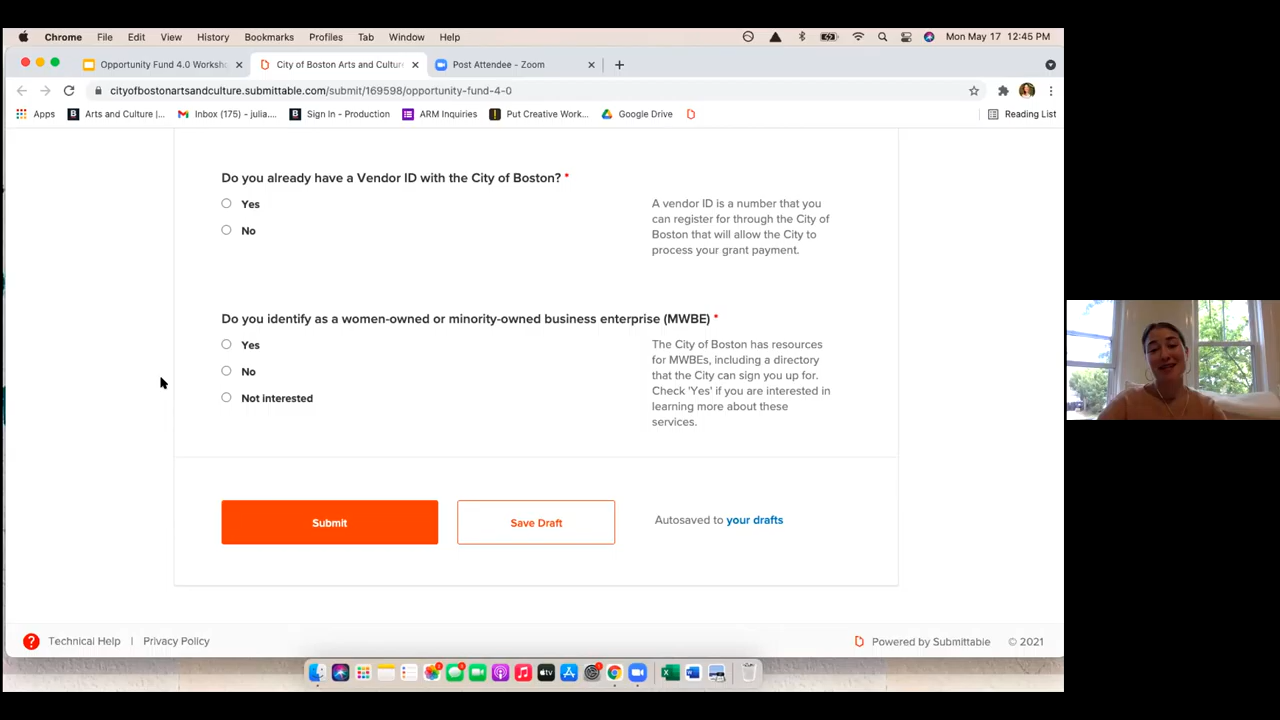 Chrome File Edit View History Bookmarks Profiles Tab Window Help Mon May 17 12:45 PM
Opportunity Fund 4.0 Worksho City of Boston Arts and Culture Post Attendee - Zoom
cityofbostonartsandculture.submittable.com/submit/169598/opportunity-fund-4-0
Apps Arts and Culture |... Inbox (175) - julia.... Sign In - Production ARM Inquiries Put Creative Work... Google Drive Reading List
Do you already have a Vendor ID with the City of Boston? *
Yes
No
A vendor ID is a number that you
can register for through the City of
Boston that will allow the City to
process your grant payment.
Do you identify as a women-owned or minority-owned business enterprise (MWBE) *
Yes
No
Not interested
The City of Boston has resources
for MWBEs, including a directory
that the City can sign you up for.
Check 'Yes' if you are interested in
learning more about these
services.
Submit
Save Draft
Autosaved to your drafts
Technical Help | Privacy Policy
Powered by Submittable © 2021